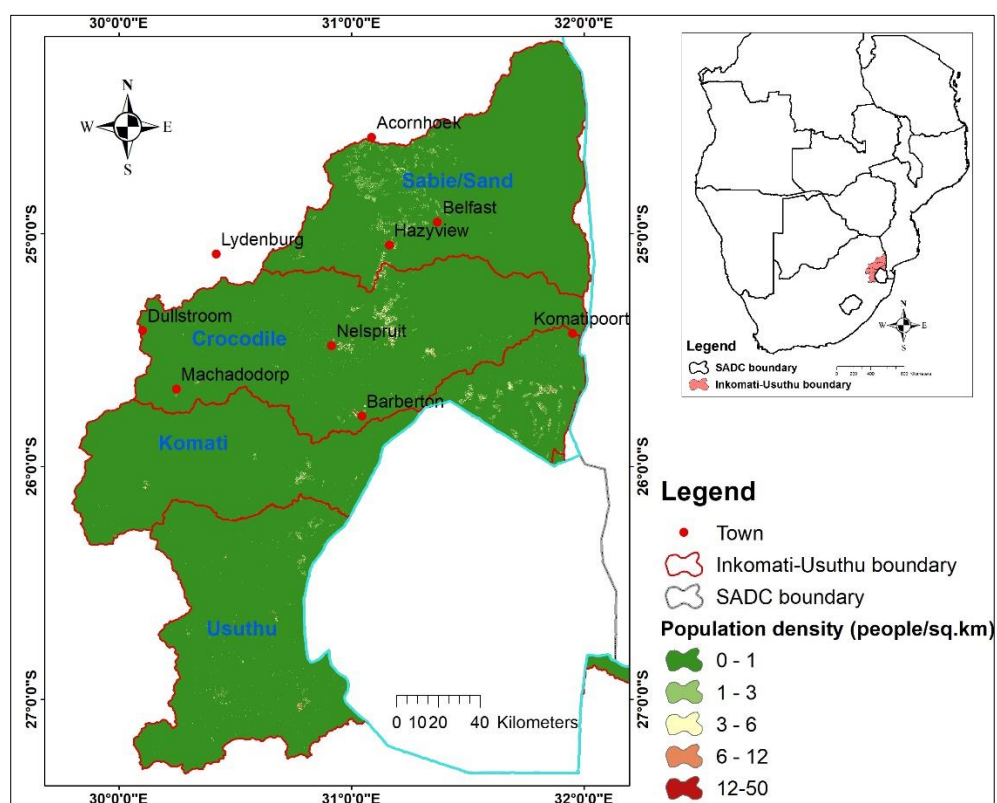 30°0'0"E
31°0'0"E
32°0'0"E
N
W
E
S
Acornhoek
Sabie/Sand
Belfast
Hazyview
Lydenburg
25°0'0"S
25°0'0"S
Dullstroom
Crocodile
Nelspruit
Komatipoort
Machadodorp
Barberton
Komati
26°0'0"S
26°0'0"S
Usuthu
27°0'0"S
27°0'0"S
0 10 20 40 Kilometers
30°0'0"E
31°0'0"E
32°0'0"E
N
W
E
S
Legend
SADC boundary
Inkomati-Usuthu boundary
Legend
Town
Inkomati-Usuthu boundary
SADC boundary
Population density (people/sq.km)
0 - 1
1 - 3
3 - 6
6 - 12
12-50